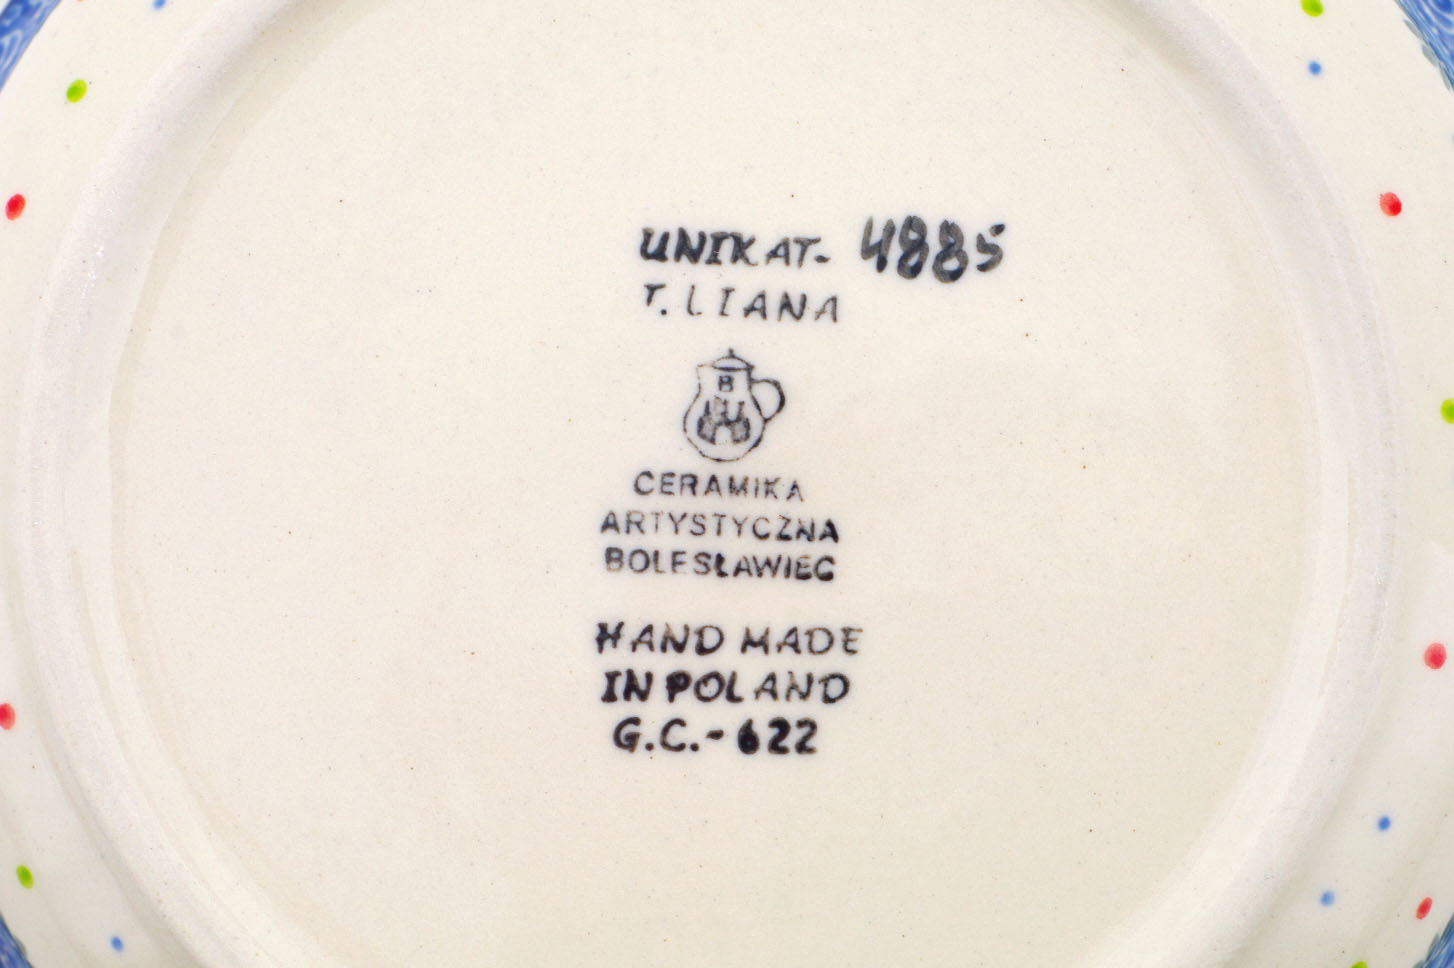 UNIKAT- 4885
T. LIANA
B
CERAMIKA
ARTYSTYCZNA
BOLESŁAWIEC
HAND MADE
IN POLAND
G.C.-622